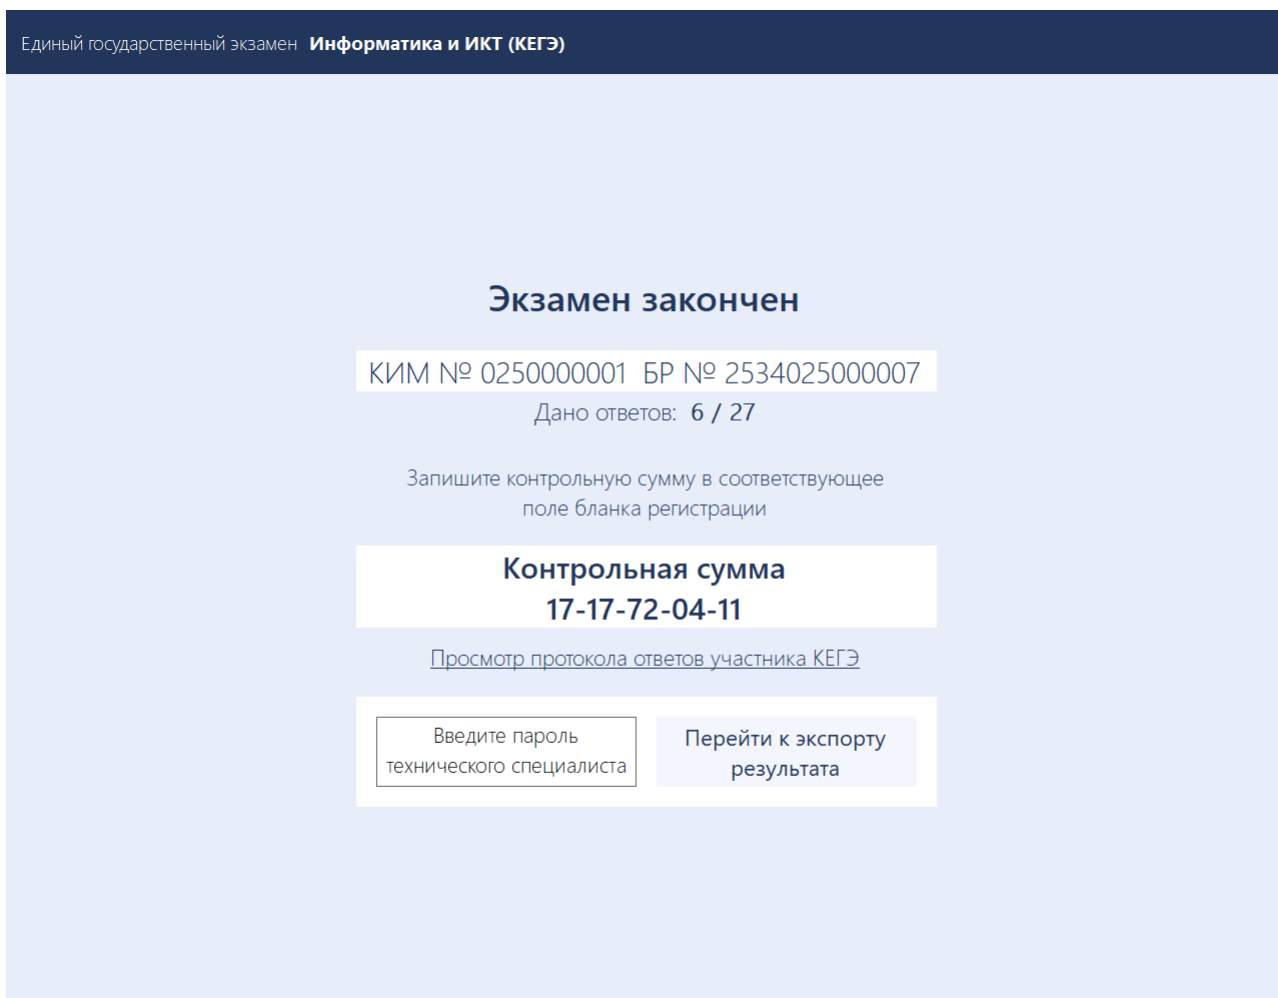 Единый государственный экзамен Информатика и ИКТ (КЕГЭ)
Экзамен закончен
КИМ № 0250000001 БР № 2534025000007
Дано ответов: 6 / 27
Запишите контрольную сумму в соответствующее
поле бланка регистрации
Контрольная сумма
17-17-72-04-11
Просмотр протокола ответов участника КЕГЭ
Введите пароль
технического специалиста
Перейти к экспорту
результата